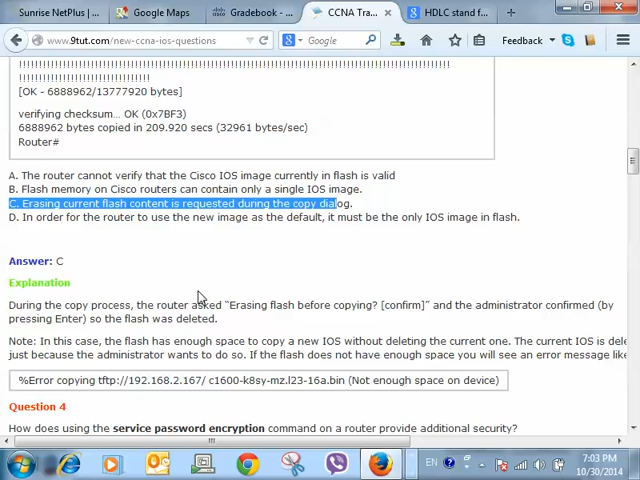 Sunrise NetPlus
Google Maps
Gradebook - ...
CCNA Tra...
HDLC stand f...
www.9tut.com/new-ccna-ios-questions
Google
Feedback
!!!!!!!!!!!!!!!!!!!!!!!!!!!!!!!!!!!!!!!!!!!!!!!!!!!!!!!!!!!!!!!!!!!!!!!!!!!!!!!!!!!!!!!!!!!!!!!!!!!!!!!!!!!!!!
!!!!!!!!!!!!!!!!!!!!!!!!!!!!!!!!!
[OK - 6888962/13777920 bytes]
verifying checksum… OK (0x7BF3)
6888962 bytes copied in 209.920 secs (32961 bytes/sec)
Router#
A. The router cannot verify that the Cisco IOS image currently in flash is valid
B. Flash memory on Cisco routers can contain only a single IOS image.
C. Erasing current flash content is requested during the copy dialog.
D. In order for the router to use the new image as the default, it must be the only IOS image in flash.
Answer: C
Explanation
During the copy process, the router asked “Erasing flash before copying? [confirm]” and the administrator confirmed (by
pressing Enter) so the flash was deleted.
Note: In this case, the flash has enough space to copy a new IOS without deleting the current one. The current IOS is dele
just because the administrator wants to do so. If the flash does not have enough space you will see an error message like
%Error copying tftp://192.168.2.167/ c1600-k8sy-mz.l23-16a.bin (Not enough space on device)
Question 4
How does using the service password encryption command on a router provide additional security?
EN
7:03 PM
10/30/2014